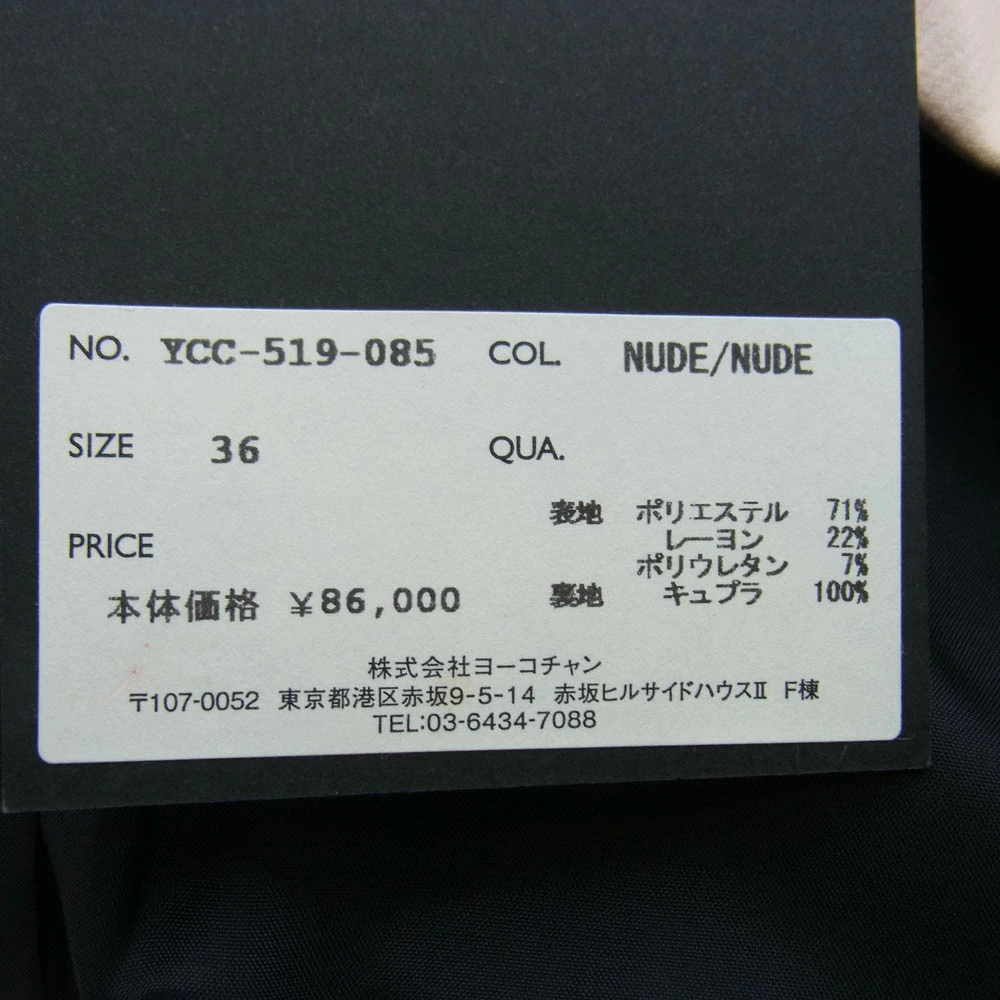 NO. YCC-519-085 COL. NUDE/NUDE
SIZE 36 QUA.
表地 ポリエステル 71%
レーヨン 22%
PRICE
ポリウレタン 7%
本体価格 ¥86,000 裏地 キュプラ 100%
株式会社ヨーコチャン
〒107-0052 東京都港区赤坂9-5-14 赤坂ヒルサイドハウスⅡ F棟
TEL:03-6434-7088